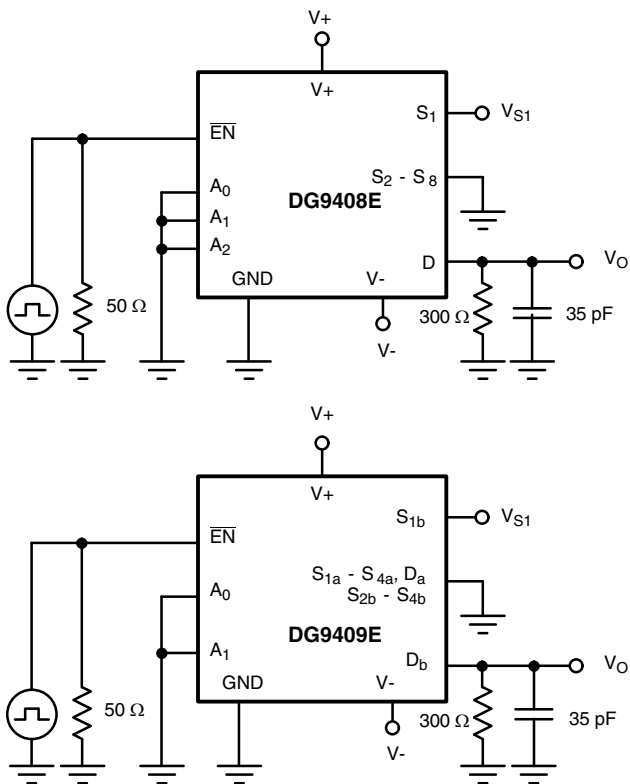 V+
V+
EN
S1
VS1
A0
S2 - S8
A1
DG9408E
A2
D
VO
GND
V-
50 Ω
300 Ω
35 pF
V-
V+
V+
EN
S1b
VS1
A0
S1a - S4a, Da
S2b - S4b
DG9409E
A1
Db
VO
GND
V-
50 Ω
300 Ω
35 pF
V-